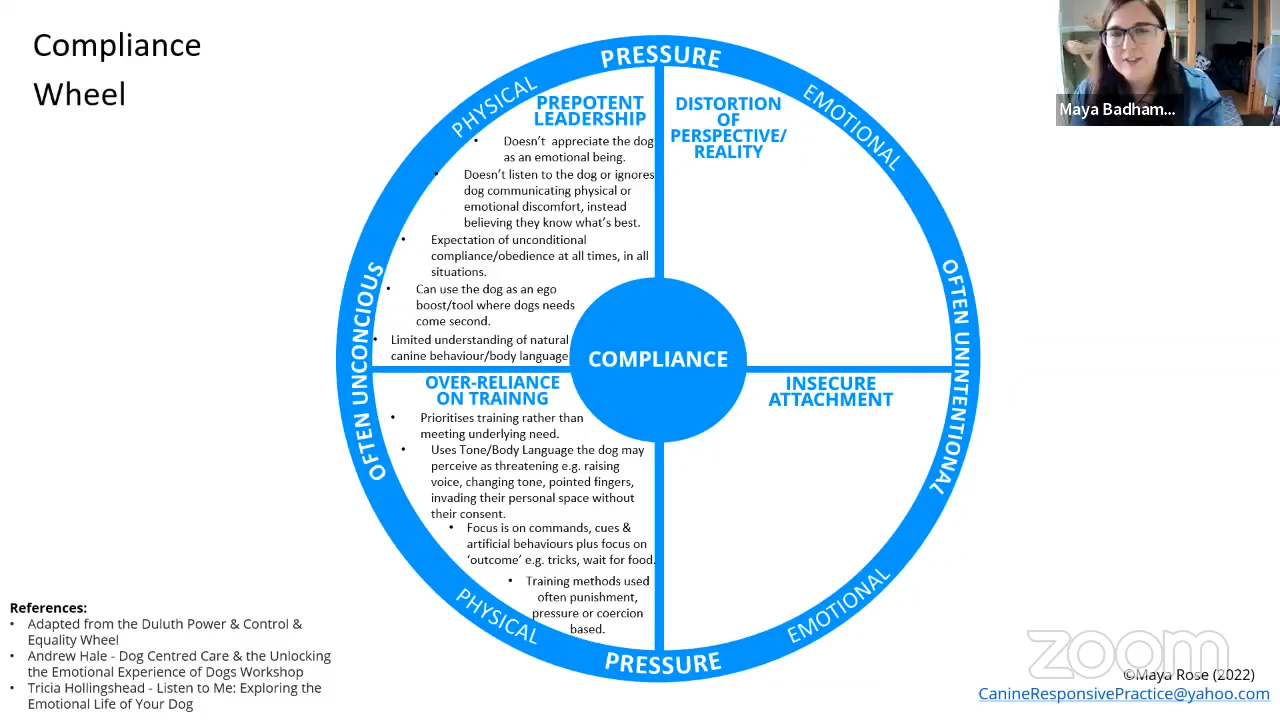 Compliance
Wheel
PRESSURE
PHYSICAL
EMOTIONAL
OFTEN UNCONCIOUS
OFTEN UNINTENTIONAL
PREPOTENT
LEADERSHIP
Doesn't appreciate the dog
as an emotional being.
Doesn't listen to the dog or ignores
dog communicating physical or
emotional discomfort, instead
believing they know what's best.
Expectation of unconditional
compliance/obedience at all times, in all
situations.
Can use the dog as an ego
boost/tool where dogs needs
come second.
Limited understanding of natural
canine behaviour/body language
DISTORTION
OF
PERSPECTIVE/
REALITY
COMPLIANCE
OVER-RELIANCE
ON TRAINNG
Prioritises training rather than
meeting underlying need.
Uses Tone/Body Language the dog may
perceive as threatening e.g. raising
voice, changing tone, pointed fingers,
invading their personal space without
their consent.
Focus is on commands, cues &
artificial behaviours plus focus on
'outcome' e.g. tricks, wait for food.
Training methods used
often punishment,
pressure or coercion
based.
INSECURE
ATTACHMENT
PHYSICAL
EMOTIONAL
PRESSURE
References:
Adapted from the Duluth Power & Control &
Equality Wheel
Andrew Hale - Dog Centred Care & the Unlocking
the Emotional Experience of Dogs Workshop
Tricia Hollingshead - Listen to Me: Exploring the
Emotional Life of Your Dog
Maya Badham...
zoom
©Maya Rose (2022)
CanineResponsivePractice@yahoo.com